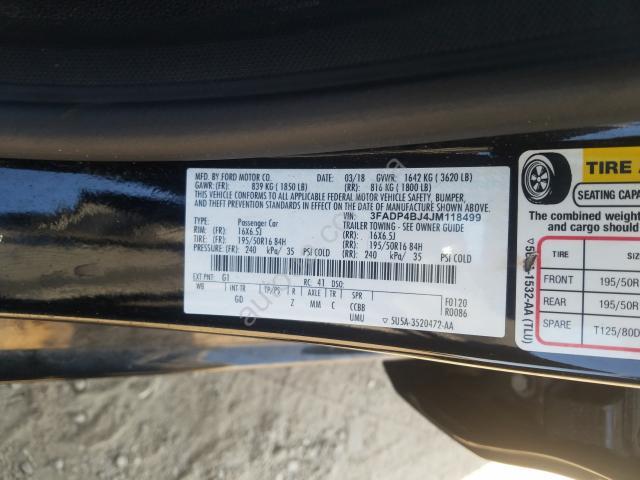 MFD. BY FORD MOTOR CO.
DATE: 03/18 GVWR: 1642 KG ( 3620 LB)
GAWR: (FR): 839 KG ( 1850 LB) (RR): 816 KG ( 1800 LB)
THIS VEHICLE CONFORMS TO ALL APPLICABLE FEDERAL MOTOR VEHICLE SAFETY, BUMPER,
AND THEFT PREVENTION STANDARDS IN EFFECT ON THE DATE OF MANUFACTURE SHOWN ABOVE.
VIN: 3FADP4BJ4JM118499
TYPE: Passenger Car TRAILER TOWING - SEE OWNER GUIDE
RIM: (FR) 16X6.5J (RR): 16X6.5J
TIRE: (FR) 195/50R16 84H (RR): 195/50R16 84H
PRESSURE: (FR) 240 kPa/ 35 PSI COLD (RR): 240 kPa/ 35 PSI COLD
EXT PNT: G1 RC: 41 DSO:
WB INT TR TP/PS R AXLE TR SPR
GD Z MM C CCBB
UMU
F0120
R0086
5U5A-3520472-AA
TIRE
SEATING CAPA
The combined weight
and cargo should
TIRE SI
FRONT 195/50R
REAR 195/50R
SPARE T125/80D
1532-AA (TLU)